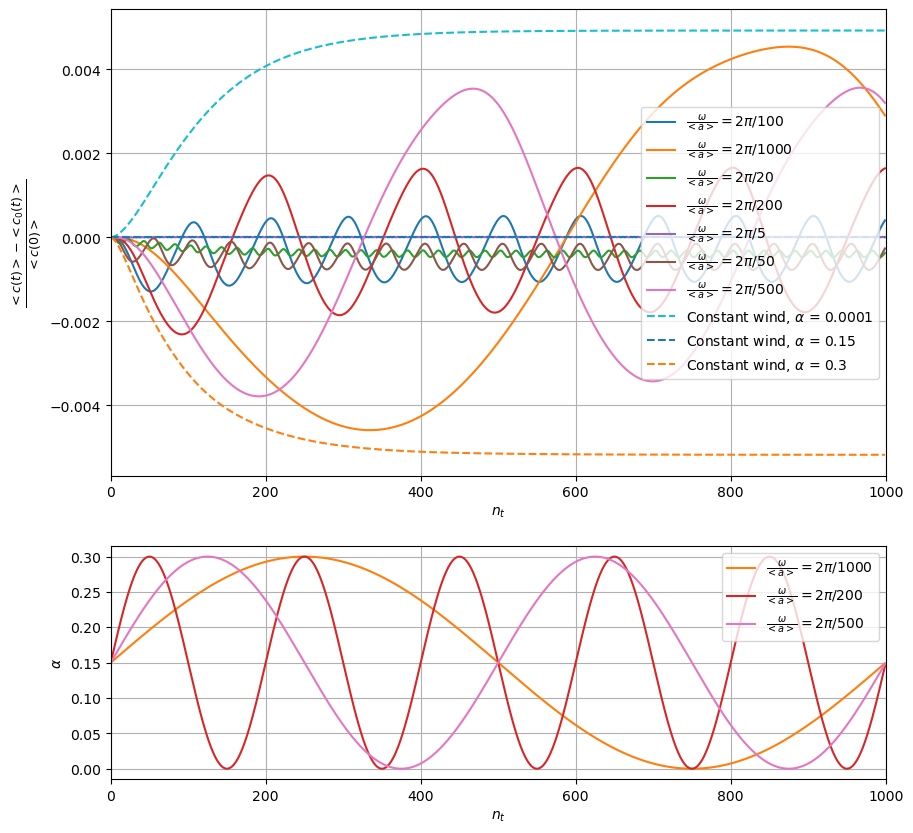 0.004
0.002
0.000
−0.002
−0.004
<c(t)> − <c₀(t)>
<c(0)>
0
200
400
600
800
1000
nₜ
ω/<a> = 2π/100
ω/<a> = 2π/1000
ω/<a> = 2π/20
ω/<a> = 2π/200
ω/<a> = 2π/5
ω/<a> = 2π/50
ω/<a> = 2π/500
Constant wind, α = 0.0001
Constant wind, α = 0.15
Constant wind, α = 0.3
0.30
0.25
0.20
0.15
0.10
0.05
0.00
α
0
200
400
600
800
1000
nₜ
ω/<a> = 2π/1000
ω/<a> = 2π/200
ω/<a> = 2π/500